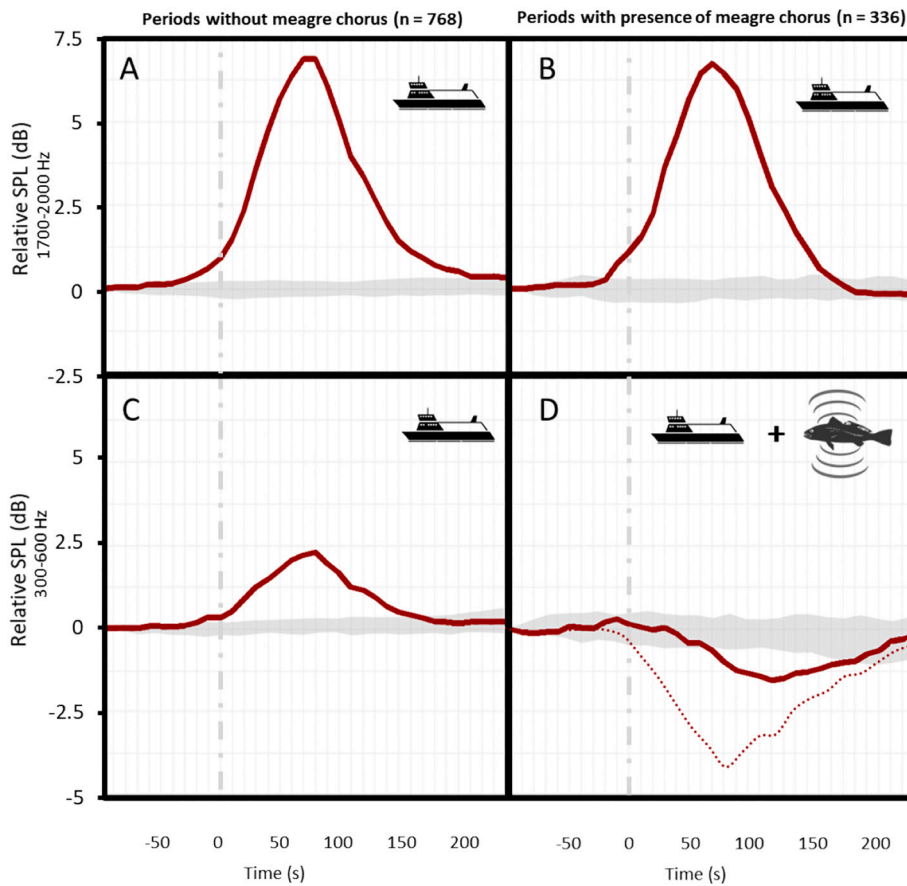 Periods without meagre chorus (n = 768)
Periods with presence of meagre chorus (n = 336)
A
B
7.5
5
2.5
0
-2.5
Relative SPL (dB)
1700-2000 Hz
C
D
+
5
2.5
0
-2.5
-5
Relative SPL (dB)
300-600 Hz
-50 0 50 100 150 200
-50 0 50 100 150 200
Time (s)
Time (s)